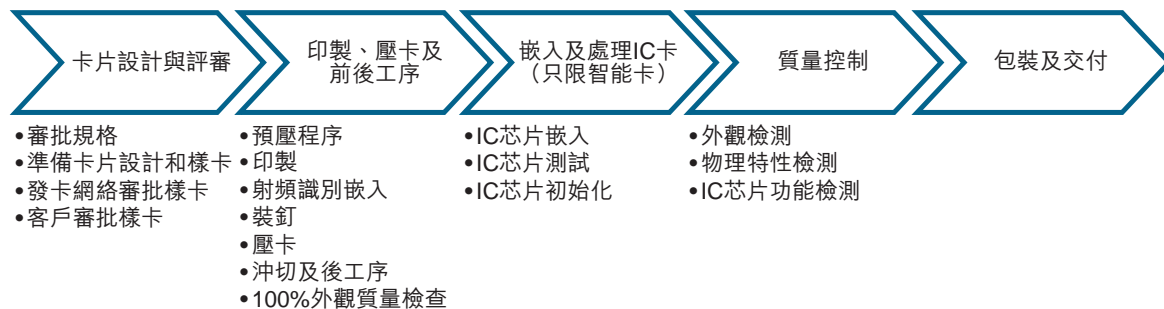 卡片設計與評審
印製、壓卡及
前後工序
嵌入及處理IC卡
（只限智能卡）
質量控制
包裝及交付
•審批規格
•準備卡片設計和樣卡
•發卡網絡審批樣卡
•客戶審批樣卡
•預壓程序
•印製
•射頻識別嵌入
•裝釘
•壓卡
•沖切及後工序
•100%外觀質量檢查
•IC芯片嵌入
•IC芯片測試
•IC芯片初始化
•外觀檢測
•物理特性檢測
•IC芯片功能檢測